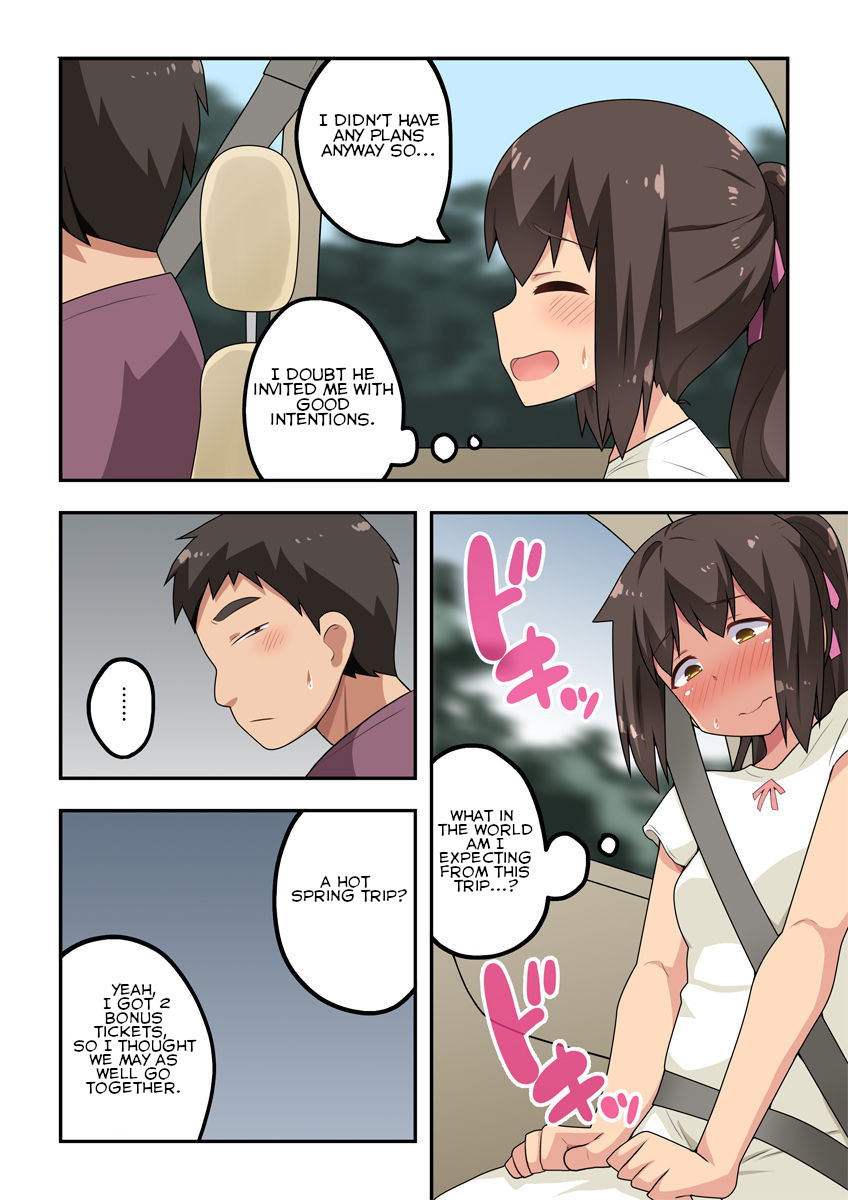 I DIDN'T HAVE
ANY PLANS
ANYWAY SO...
I DOUBT HE
INVITED ME WITH
GOOD
INTENTIONS.
ドキッ
WHAT IN
THE WORLD
AM I
EXPECTING
FROM THIS
TRIP...?
ドキッ
......
A HOT
SPRING TRIP?
YEAH,
I GOT 2
BONUS
TICKETS,
SO I THOUGHT
WE MAY AS
WELL GO
TOGETHER.